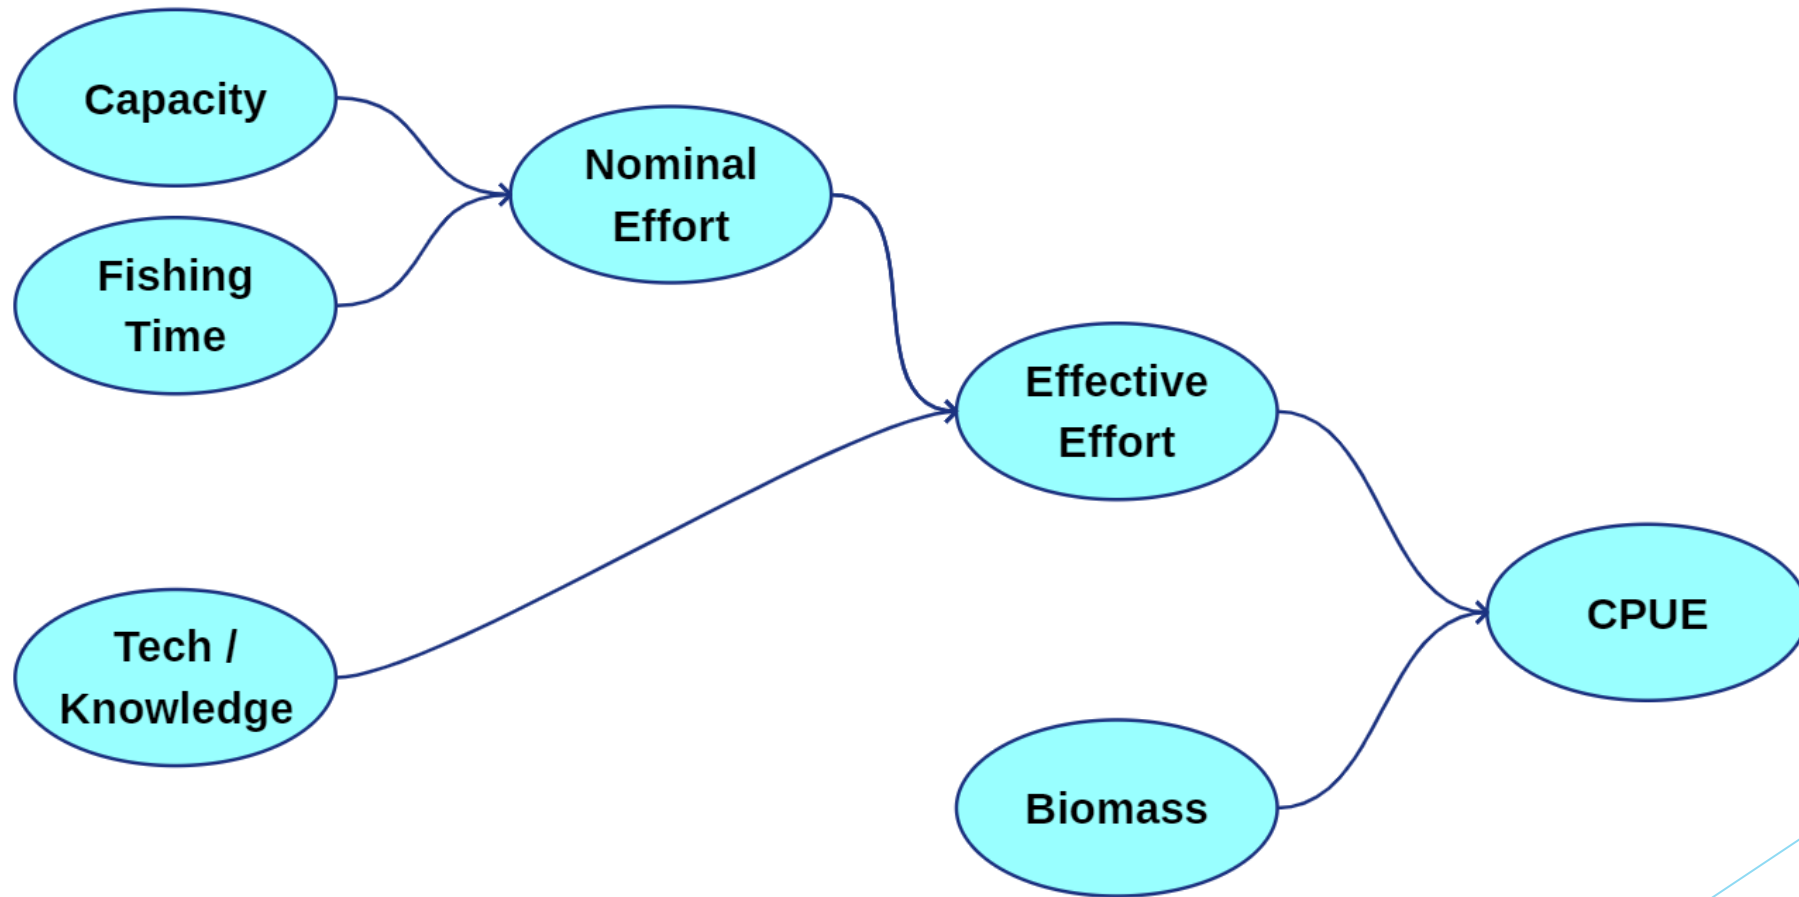 Capacity
Nominal
Effort
Fishing
Time
Effective
Effort
Tech /
Knowledge
CPUE
Biomass